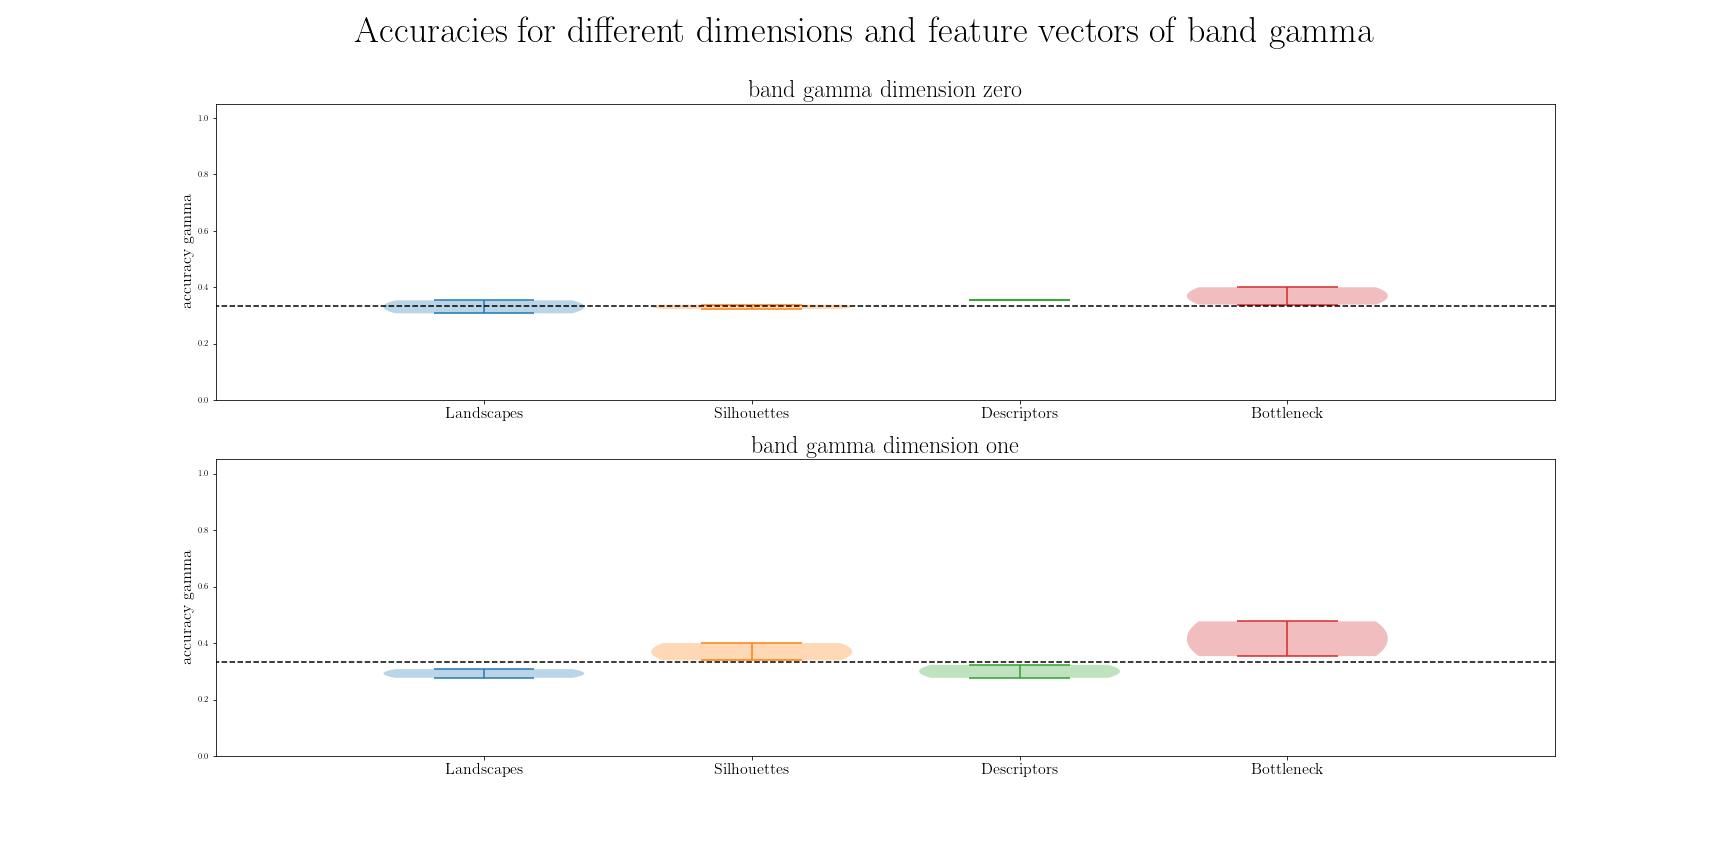 Accuracies for different dimensions and feature vectors of band gamma
band gamma dimension zero
1.0
0.8
0.6
0.4
0.2
0.0
accuracy gamma
Landscapes Silhouettes Descriptors Bottleneck
band gamma dimension one
1.0
0.8
0.6
0.4
0.2
0.0
accuracy gamma
Landscapes Silhouettes Descriptors Bottleneck